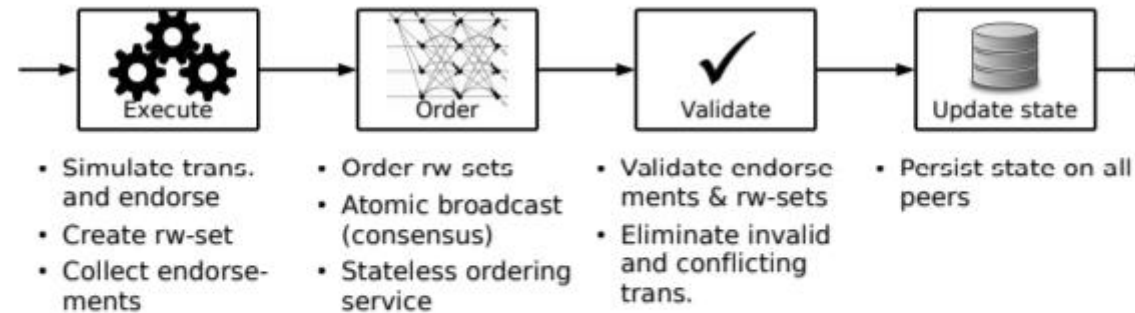 Execute
Order
Validate
Update state
• Simulate trans.
and endorse
• Create rw-set
• Collect endorse-
ments
• Order rw sets
• Atomic broadcast
(consensus)
• Stateless ordering
service
• Validate endorse
ments & rw-sets
• Eliminate invalid
and conflicting
trans.
• Persist state on all
peers